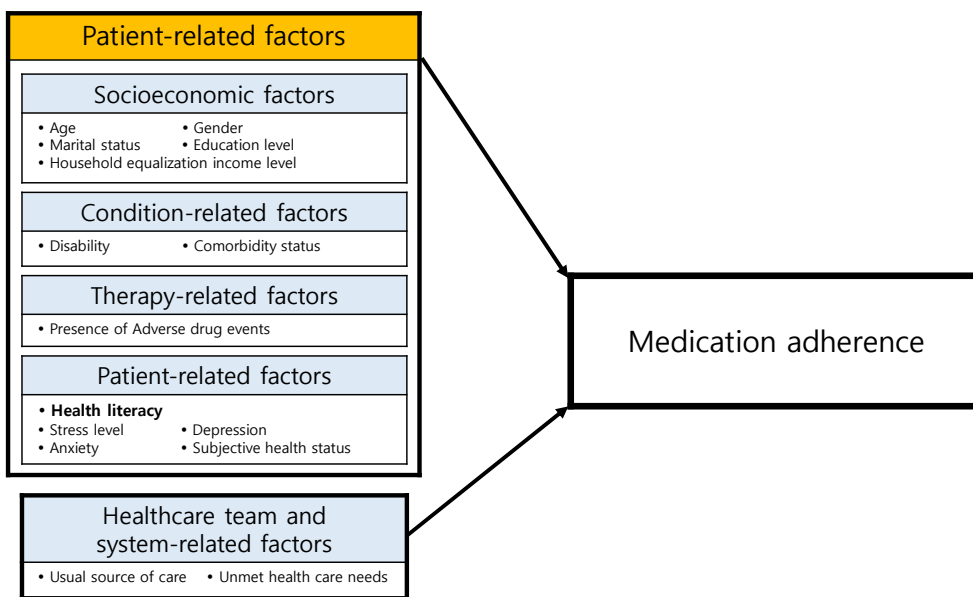 Patient-related factors
Socioeconomic factors
• Age • Gender
• Marital status • Education level
• Household equalization income level
Condition-related factors
• Disability • Comorbidity status
Therapy-related factors
• Presence of Adverse drug events
Patient-related factors
• Health literacy
• Stress level • Depression
• Anxiety • Subjective health status
Healthcare team and
system-related factors
• Usual source of care • Unmet health care needs
Medication adherence